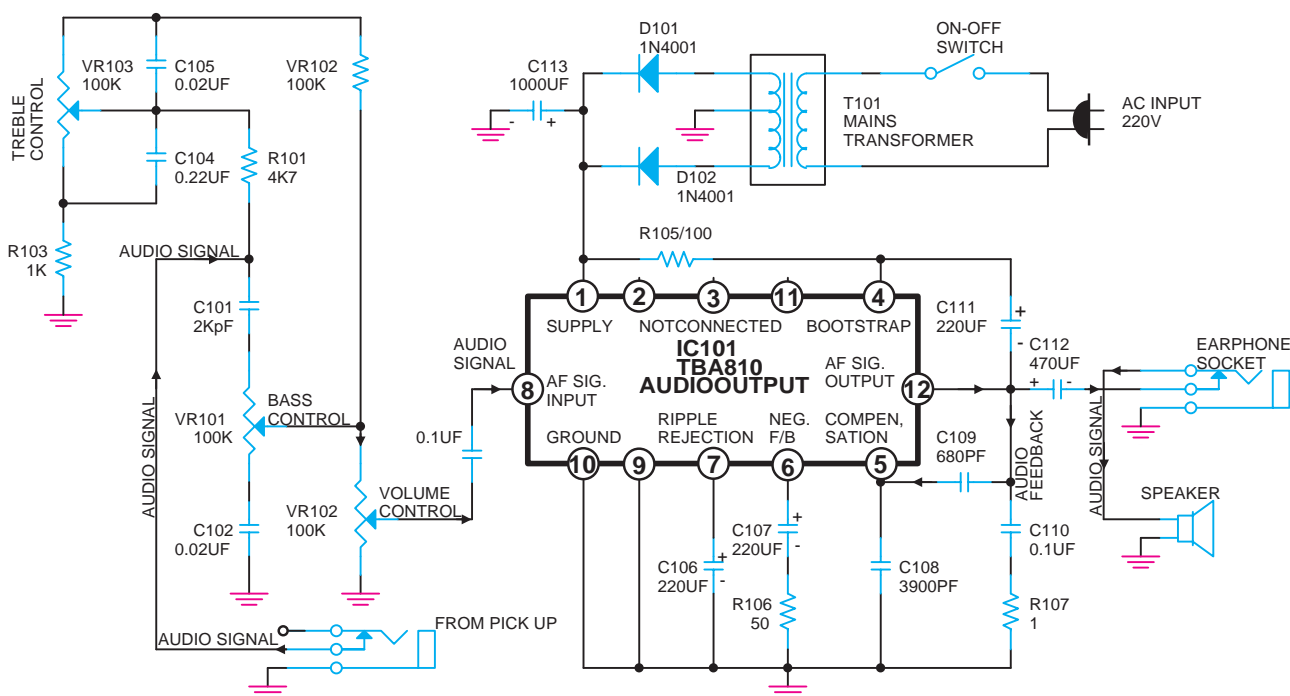 TREBLE
CONTROL
VR103
100K
C105
0.02UF
VR102
100K
C104
0.22UF
R101
4K7
R103
1K
AUDIO SIGNAL
C101
2KpF
VR101
100K
BASS
CONTROL
C102
0.02UF
VR102
100K
VOLUME
CONTROL
AUDIO SIGNAL
AUDIO SIGNAL
FROM PICK UP
0.1UF
AUDIO
SIGNAL
C113
1000UF
-
+
D101
1N4001
D102
1N4001
T101
MAINS
TRANSFORMER
ON-OFF
SWITCH
AC INPUT
220V
R105/100
1
2
3
11
4
SUPPLY
NOTCONNECTED
BOOTSTRAP
IC101
TBA810
AUDIOOUTPUT
8
AF SIG.
INPUT
AF SIG.
OUTPUT
12
GROUND
RIPPLE
REJECTION
NEG.
F/B
COMPEN,
SATION
10
9
7
6
5
C111
220UF
+
-
C112
470UF
+
-
EARPHONE
SOCKET
C109
680PF
AUDIO
FEEDBACK
AUDIO SIGNAL
SPEAKER
C106
220UF
+
-
C107
220UF
+
-
R106
50
C108
3900PF
C110
0.1UF
R107
1